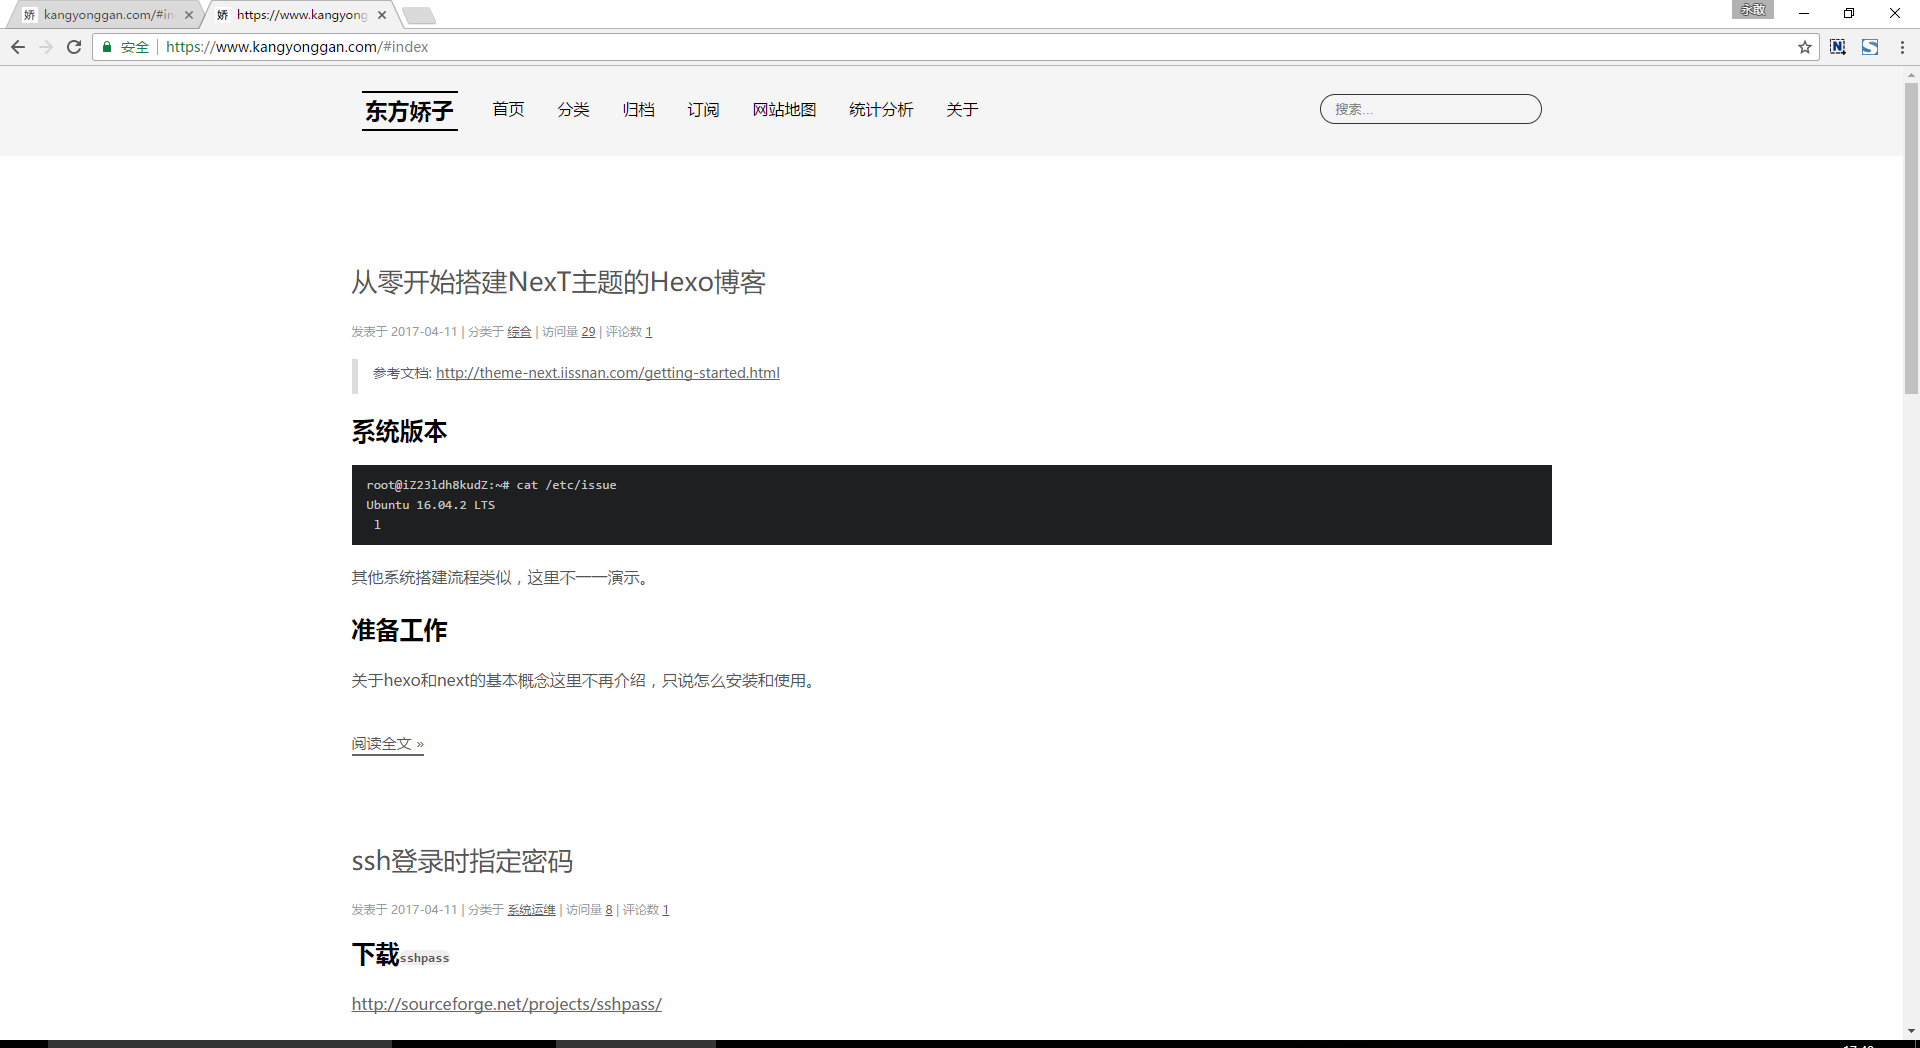 娇 kangyonggan.com/#in
娇 https://www.kangyong
永敢
安全 https://www.kangyonggan.com/#index
东方娇子 首页 分类 归档 订阅 网站地图 统计分析 关于 搜索...
从零开始搭建NexT主题的Hexo博客
发表于 2017-04-11 | 分类于 综合 | 访问量 29 | 评论数 1
参考文档: http://theme-next.iissnan.com/getting-started.html
系统版本
root@iZ23ldh8kudZ:~# cat /etc/issue
Ubuntu 16.04.2 LTS
l
其他系统搭建流程类似，这里不一一演示。
准备工作
关于hexo和next的基本概念这里不再介绍，只说怎么安装和使用。
阅读全文 »
ssh登录时指定密码
发表于 2017-04-11 | 分类于 系统运维 | 访问量 8 | 评论数 1
下载sshpass
http://sourceforge.net/projects/sshpass/